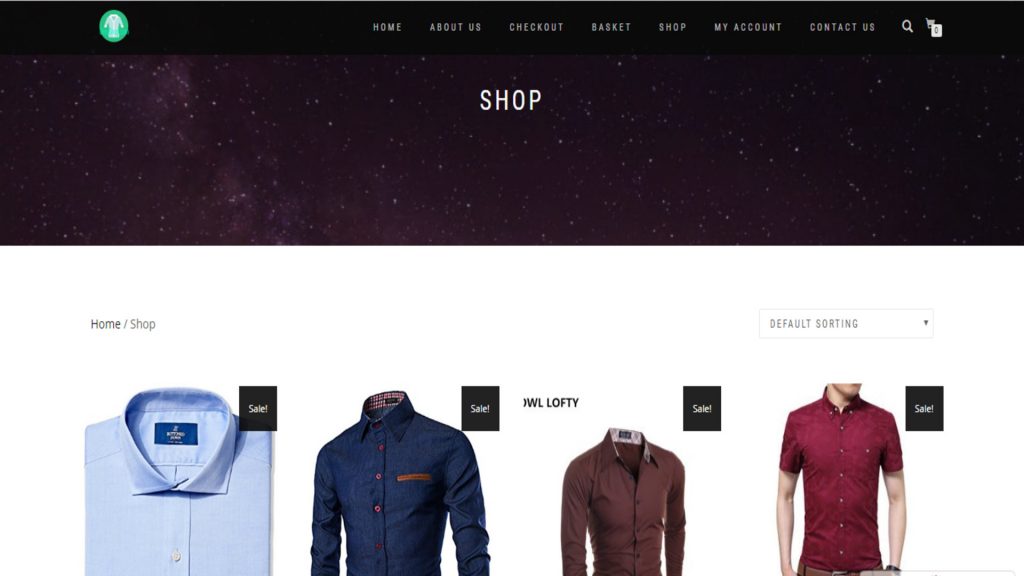 HOME ABOUT US CHECKOUT BASKET SHOP MY ACCOUNT CONTACT US 0
SHOP
Home / Shop
DEFAULT SORTING
Sale! Sale! Sale! Sale!
OWL LOFTY